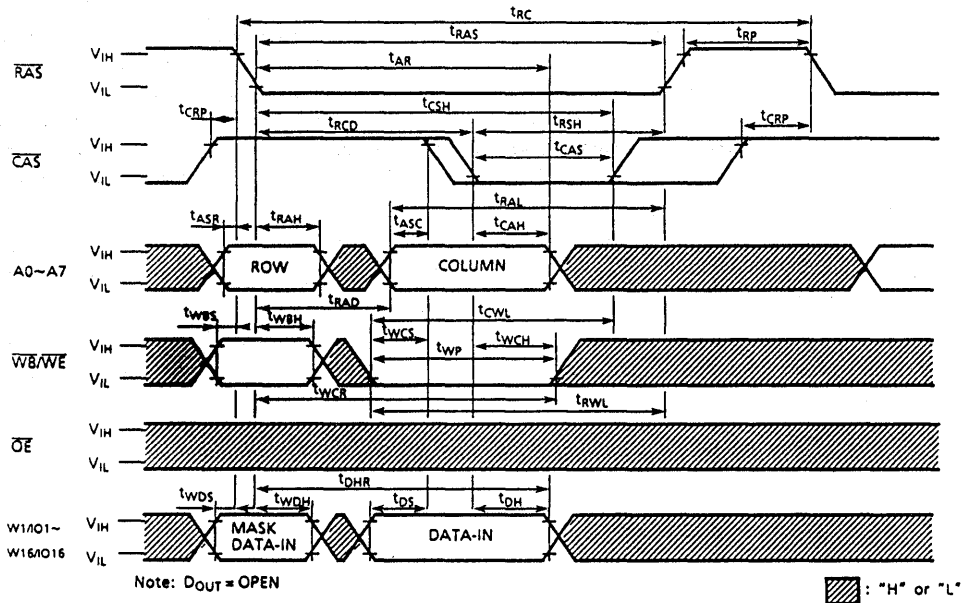 tRC
tRAS
tRP
tAR
RAS
VIH
VIL
tCRP
tCSH
tRCD
tRSH
tCRP
CAS
VIH
VIL
tCAS
tRAL
tASR
tRAH
tASC
tCAH
A0~A7
VIH
VIL
ROW
COLUMN
tRAD
tCWL
tWBS
tWBH
tWCS
tWCH
tWP
WB/WE
VIH
VIL
tWCR
tRWL
OE
VIH
VIL
tDHR
tWDS
tWDH
tDS
tDH
W1/IO1~
W16/IO16
VIH
VIL
MASK
DATA-IN
DATA-IN
Note: DOUT = OPEN
: "H" or "L"